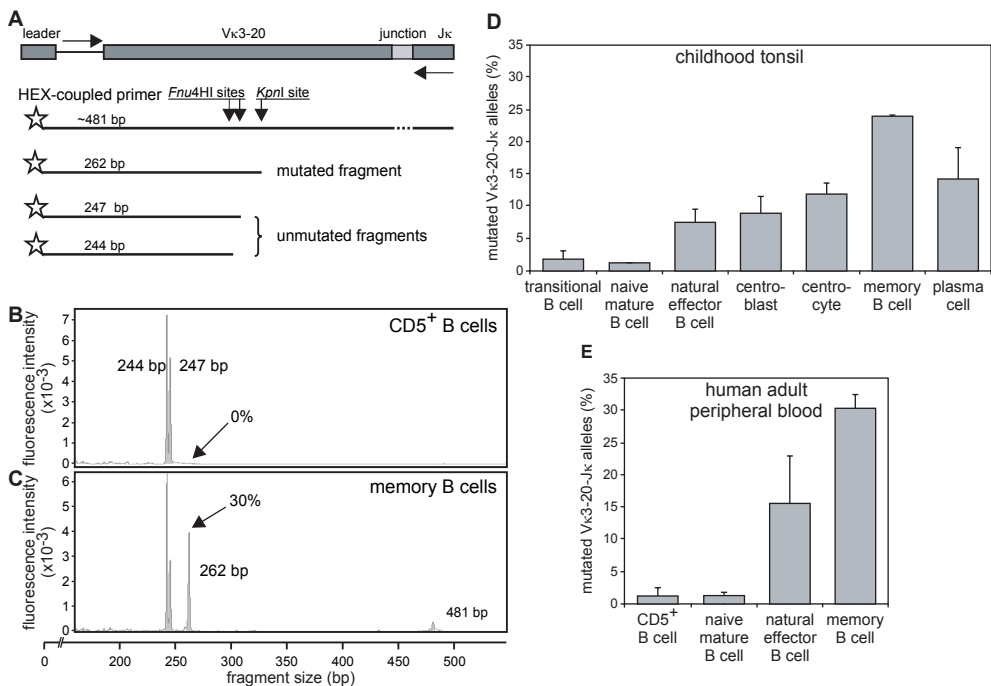 A
leader
Vκ3-20
junction
Jκ
HEX-coupled primer
Fnu4HI sites
KpnI site
~481 bp
262 bp
mutated fragment
247 bp
244 bp
unmutated fragments
B
fluorescence intensity
(x10-3)
7
6
5
4
3
2
1
0
CD5+ B cells
244 bp
247 bp
0%
C
fluorescence intensity
(x10-3)
6
5
4
3
2
1
0
memory B cells
30%
262 bp
481 bp
0
200
250
300
350
400
450
500
fragment size (bp)
D
mutated Vκ3-20-Jκ alleles (%)
35
30
25
20
15
10
5
0
childhood tonsil
transitional
B cell
naive
mature
B cell
natural
effector
B cell
centro-
blast
centro-
cyte
memory
B cell
plasma
cell
E
mutated Vκ3-20-Jκ alleles (%)
35
30
25
20
15
10
5
0
human adult
peripheral blood
CD5+
B cell
naive
mature
B cell
natural
effector
B cell
memory
B cell